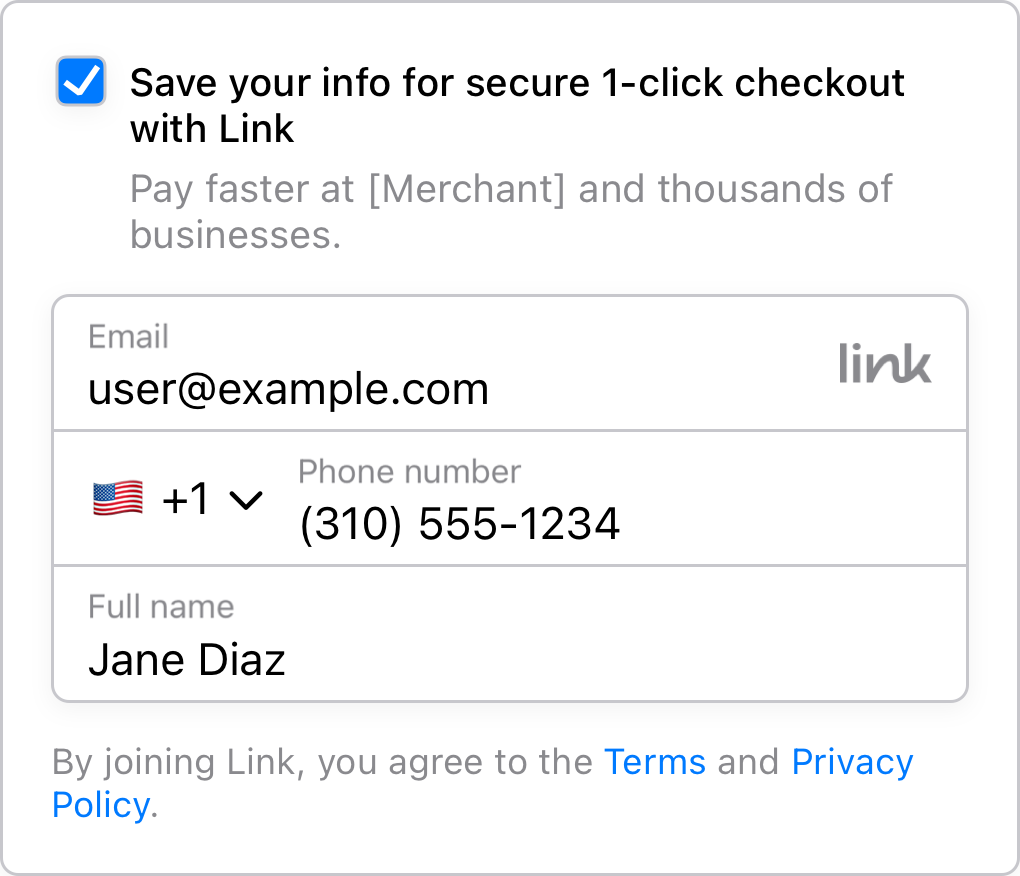 Save your info for secure 1-click checkout
with Link
Pay faster at [Merchant] and thousands of
businesses.
Email
user@example.com
link
+1
Phone number
(310) 555-1234
Full name
Jane Diaz
By joining Link, you agree to the Terms and Privacy
Policy.